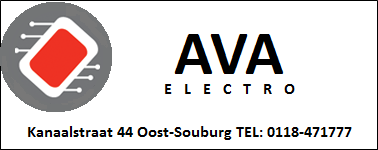 AVA
ELECTRO
Kanaalstraat 44 Oost-Souburg TEL: 0118-471777